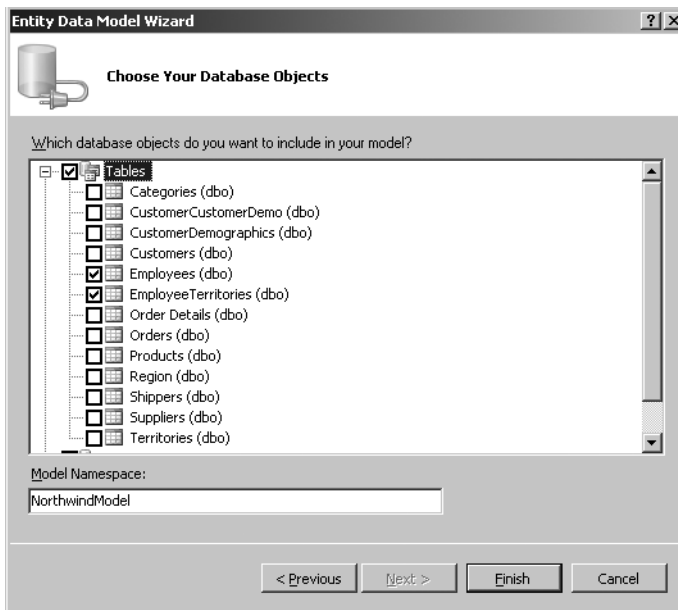 Entity Data Model Wizard
Choose Your Database Objects
Which database objects do you want to include in your model?
Tables
Categories (dbo)
CustomerCustomerDemo (dbo)
CustomerDemographics (dbo)
Customers (dbo)
Employees (dbo)
EmployeeTerritories (dbo)
Order Details (dbo)
Orders (dbo)
Products (dbo)
Region (dbo)
Shippers (dbo)
Suppliers (dbo)
Territories (dbo)
Model Namespace:
NorthwindModel
< Previous Next > Finish Cancel